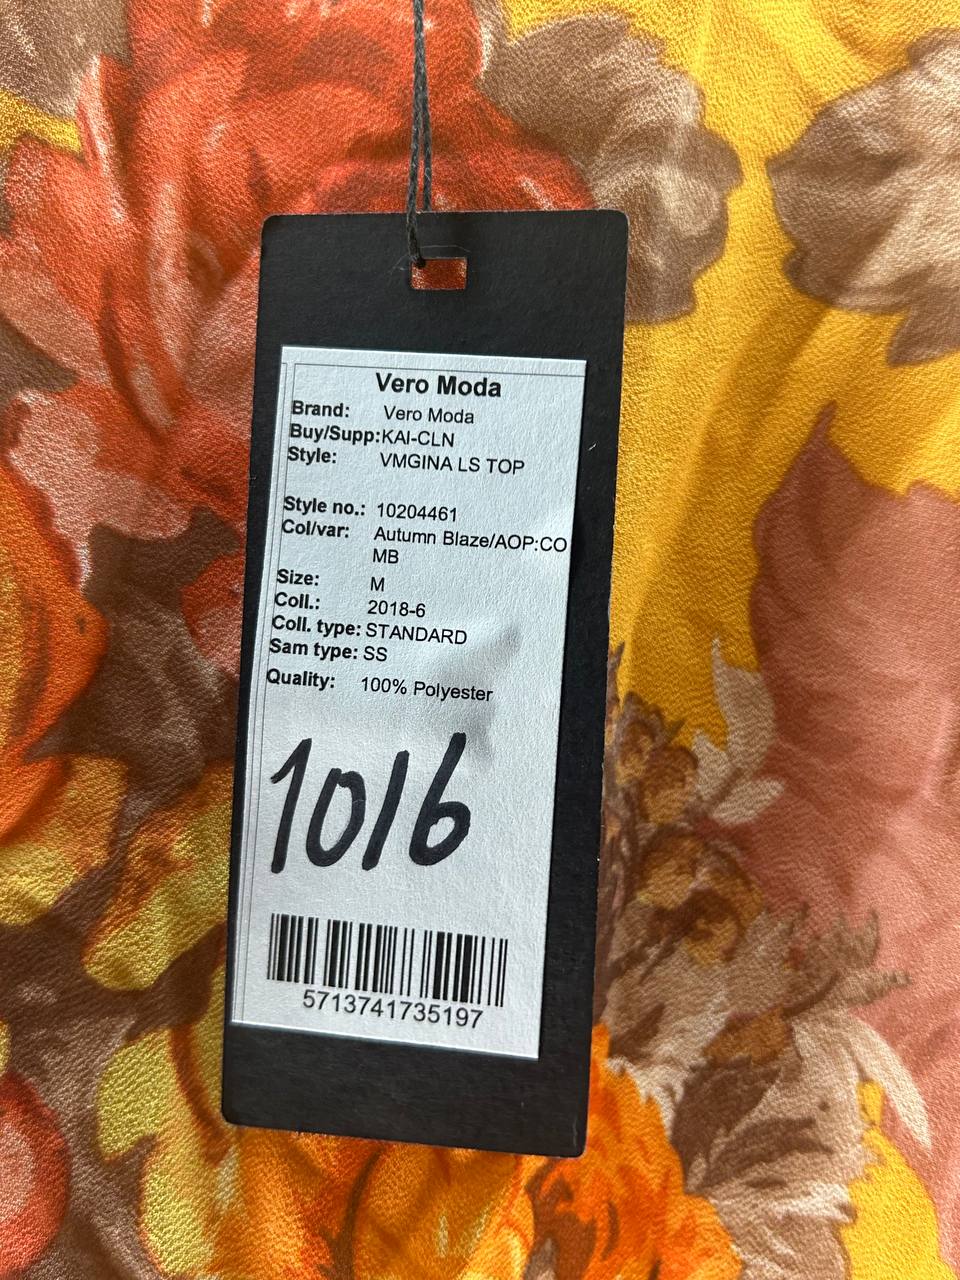 Vero Moda
Brand: Vero Moda
Buy/Supp:KAI-CLN
Style: VMGINA LS TOP
Style no.: 10204461
Col/var: Autumn Blaze/AOP:CO
MB
Size: M
Coll.: 2018-6
Coll. type: STANDARD
Sam type: SS
Quality: 100% Polyester
1016
5713741735197